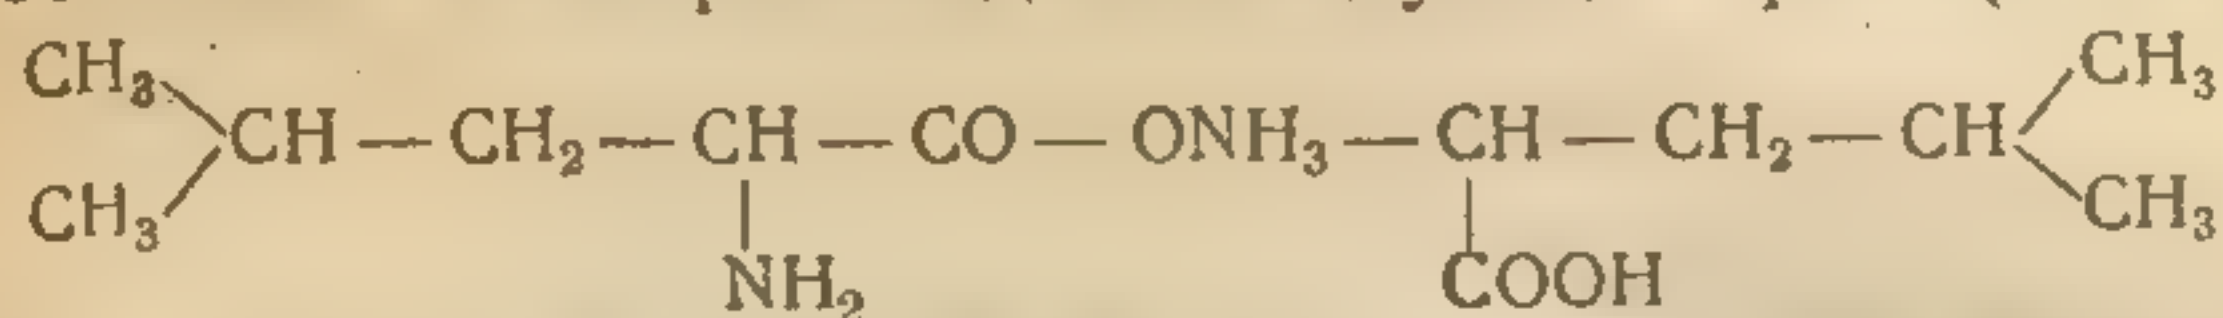 CH₃ CH₃
CH — CH₂ — CH — CO — ONH₃ — CH — CH₂ — CH
CH₃ CH₃
NH₂ COOH